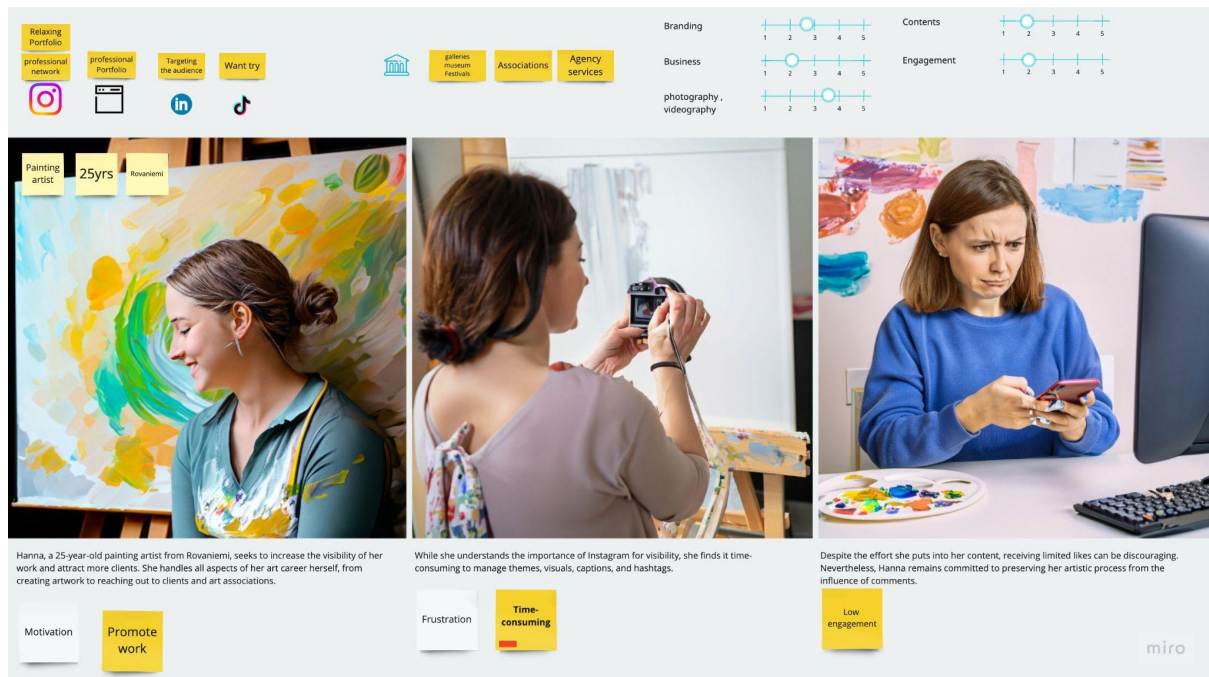 Relaxing
Portfolio
professional
network
professional
Portfolio
Targeting
the audience
Want try
in
galleries
museum
Festivals
Associations
Agency
services
Branding
1 2 3 4 5
Business
1 2 3 4 5
photography ,
videography
1 2 3 4 5
Contents
1 2 3 4 5
Engagement
1 2 3 4 5
Painting
artist
25yrs
Rovaniemi
Hanna, a 25-year-old painting artist from Rovaniemi, seeks to increase the visibility of her
work and attract more clients. She handles all aspects of her art career herself, from
creating artwork to reaching out to clients and art associations.
Motivation
Promote
work
While she understands the importance of Instagram for visibility, she finds it time-
consuming to manage themes, visuals, captions, and hashtags.
Frustration
Time-
consuming
Despite the effort she puts into her content, receiving limited likes can be discouraging.
Nevertheless, Hanna remains committed to preserving her artistic process from the
influence of comments.
Low
engagement
miro